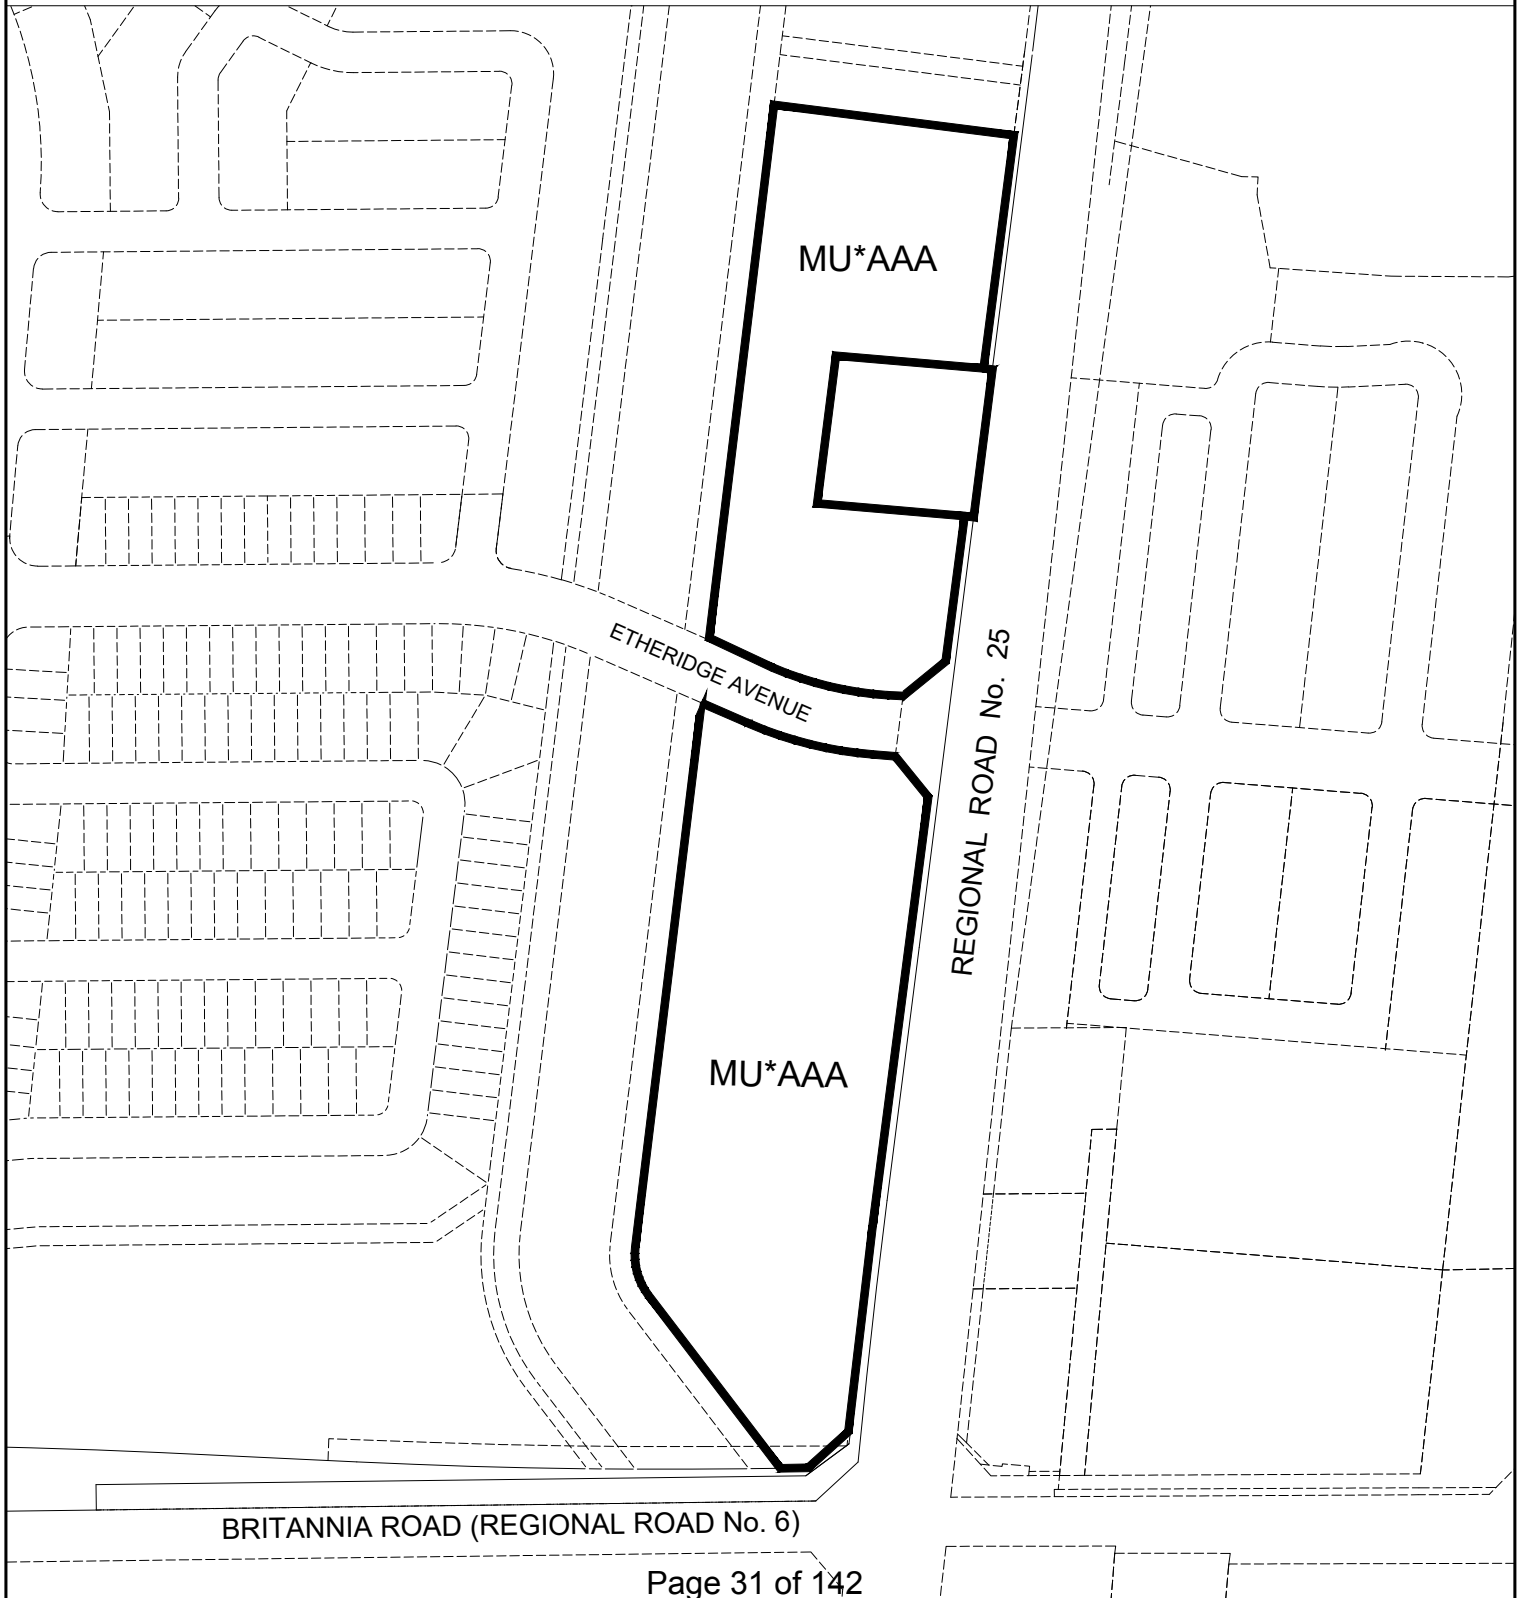 MU*AAA
ETHERIDGE AVENUE
REGIONAL ROAD No. 25
MU*AAA
BRITANNIA ROAD (REGIONAL ROAD No. 6)
Page 31 of 142